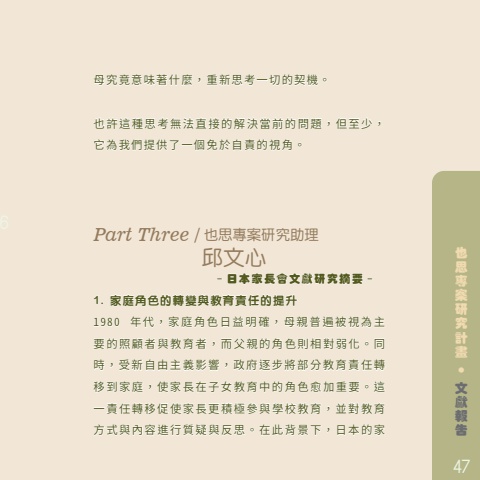 母究竟意味著什麼，重新思考一切的契機。
也許這種思考無法直接的解決當前的問題，但至少，
它為我們提供了一個免於自責的視角。
Part Three / 也思專案研究助理
邱文心
– 日本家長會文獻研究摘要 –
1. 家庭角色的轉變與教育責任的提升
1980 年代，家庭角色日益明確，母親普遍被視為主
要的照顧者與教育者，而父親的角色則相對弱化。同
時，受新自由主義影響，政府逐步將部分教育責任轉
移到家庭，使家長在子女教育中的角色愈加重要。這
一責任轉移促使家長更積極參與學校教育，並對教育
方式與內容進行質疑與反思。在此背景下，日本的家
也思專案研究計畫 • 文獻報告
47